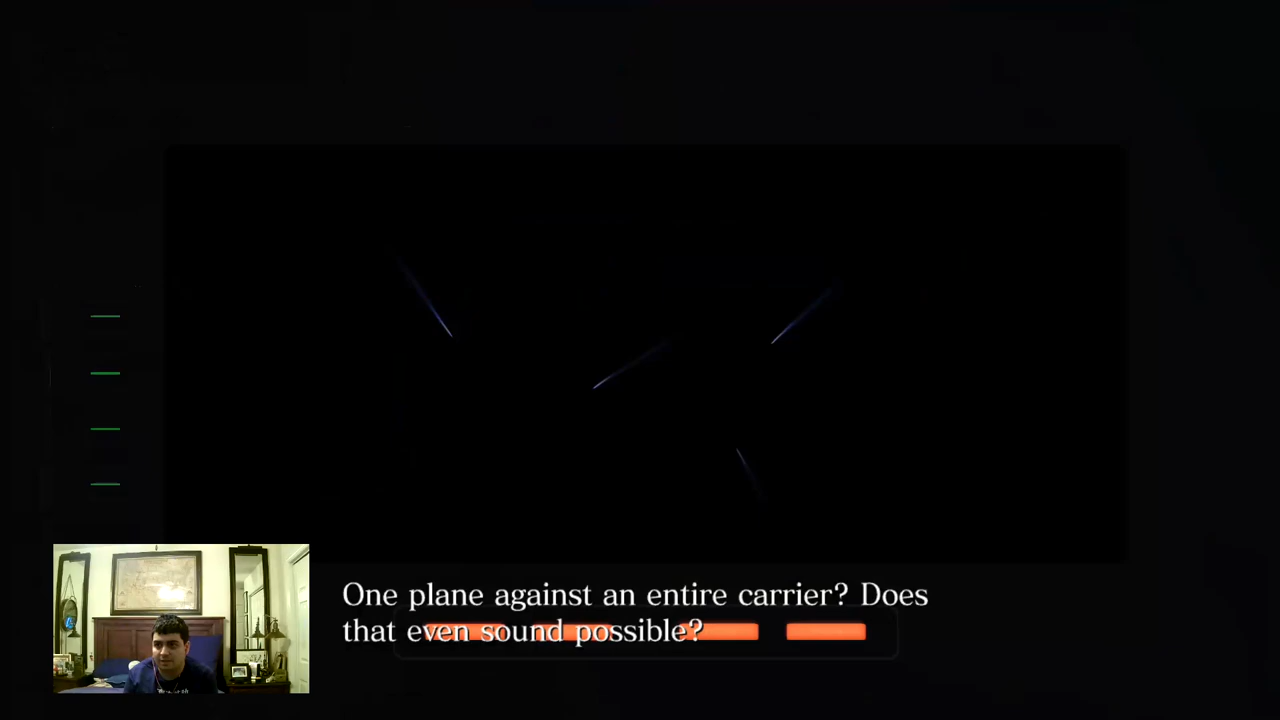 One plane against an entire carrier? Does
that even sound possible?